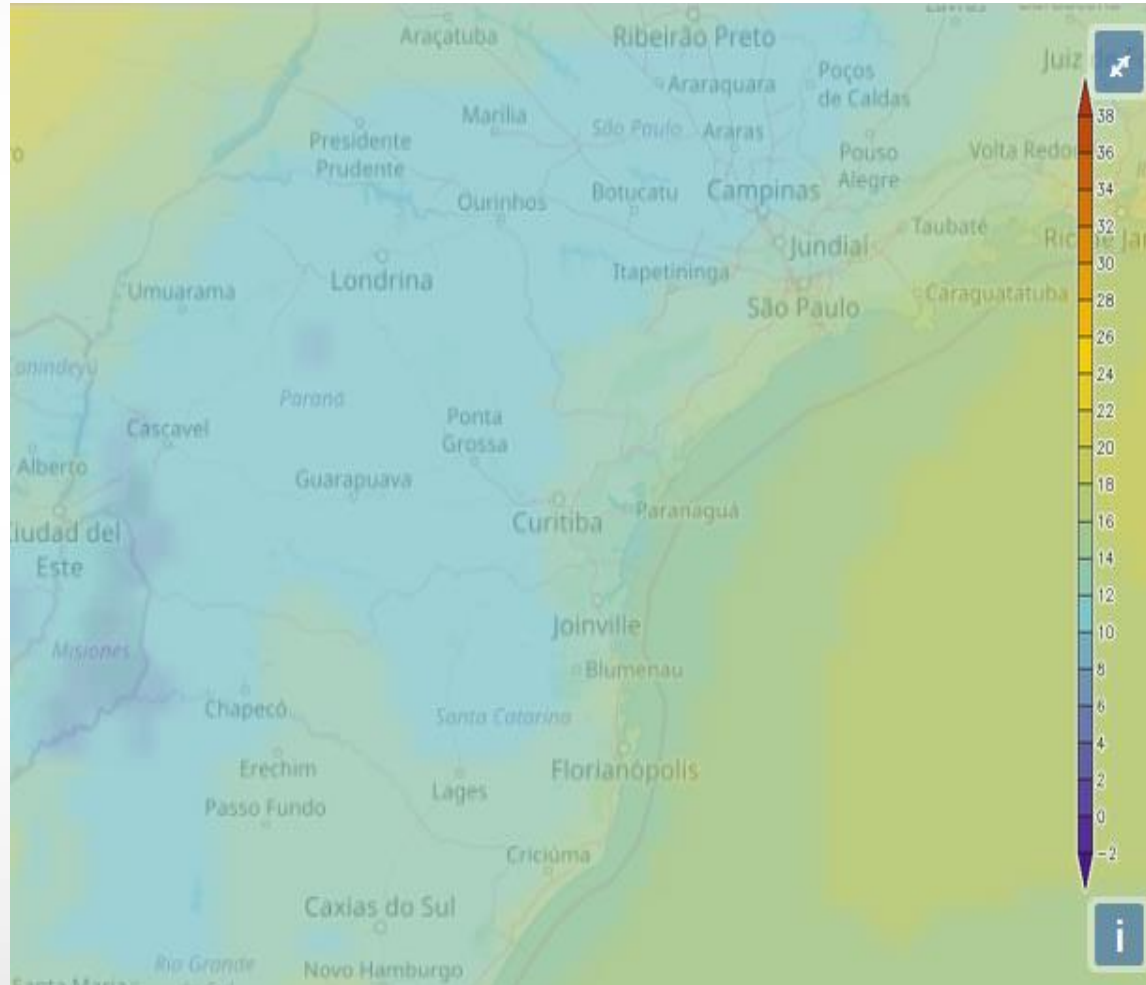 Araçatuba
Ribeirão Preto
Araraquara
Poços
de Caldas
Marília
São Paulo
Araras
Presidente
Prudente
Pouso
Alegre
Botucatu
Campinas
Ourinhos
Taubaté
Jundiaí
Londrina
Itapetininga
Umuarama
Caraguatatuba
São Paulo
Paraná
Ponta
Grossa
Cascavel
Alberto
Guarapuava
Paranaguá
Curitiba
Ciudad del
Este
Joinville
Misiones
Blumenau
Chapecó
Santa Catarina
Erechim
Florianópolis
Lages
Passo Fundo
Criciúma
Caxias do Sul
Rio Grande
Novo Hamburgo
38
36
34
32
30
28
26
24
22
20
18
16
14
12
10
8
6
4
2
0
-2
i